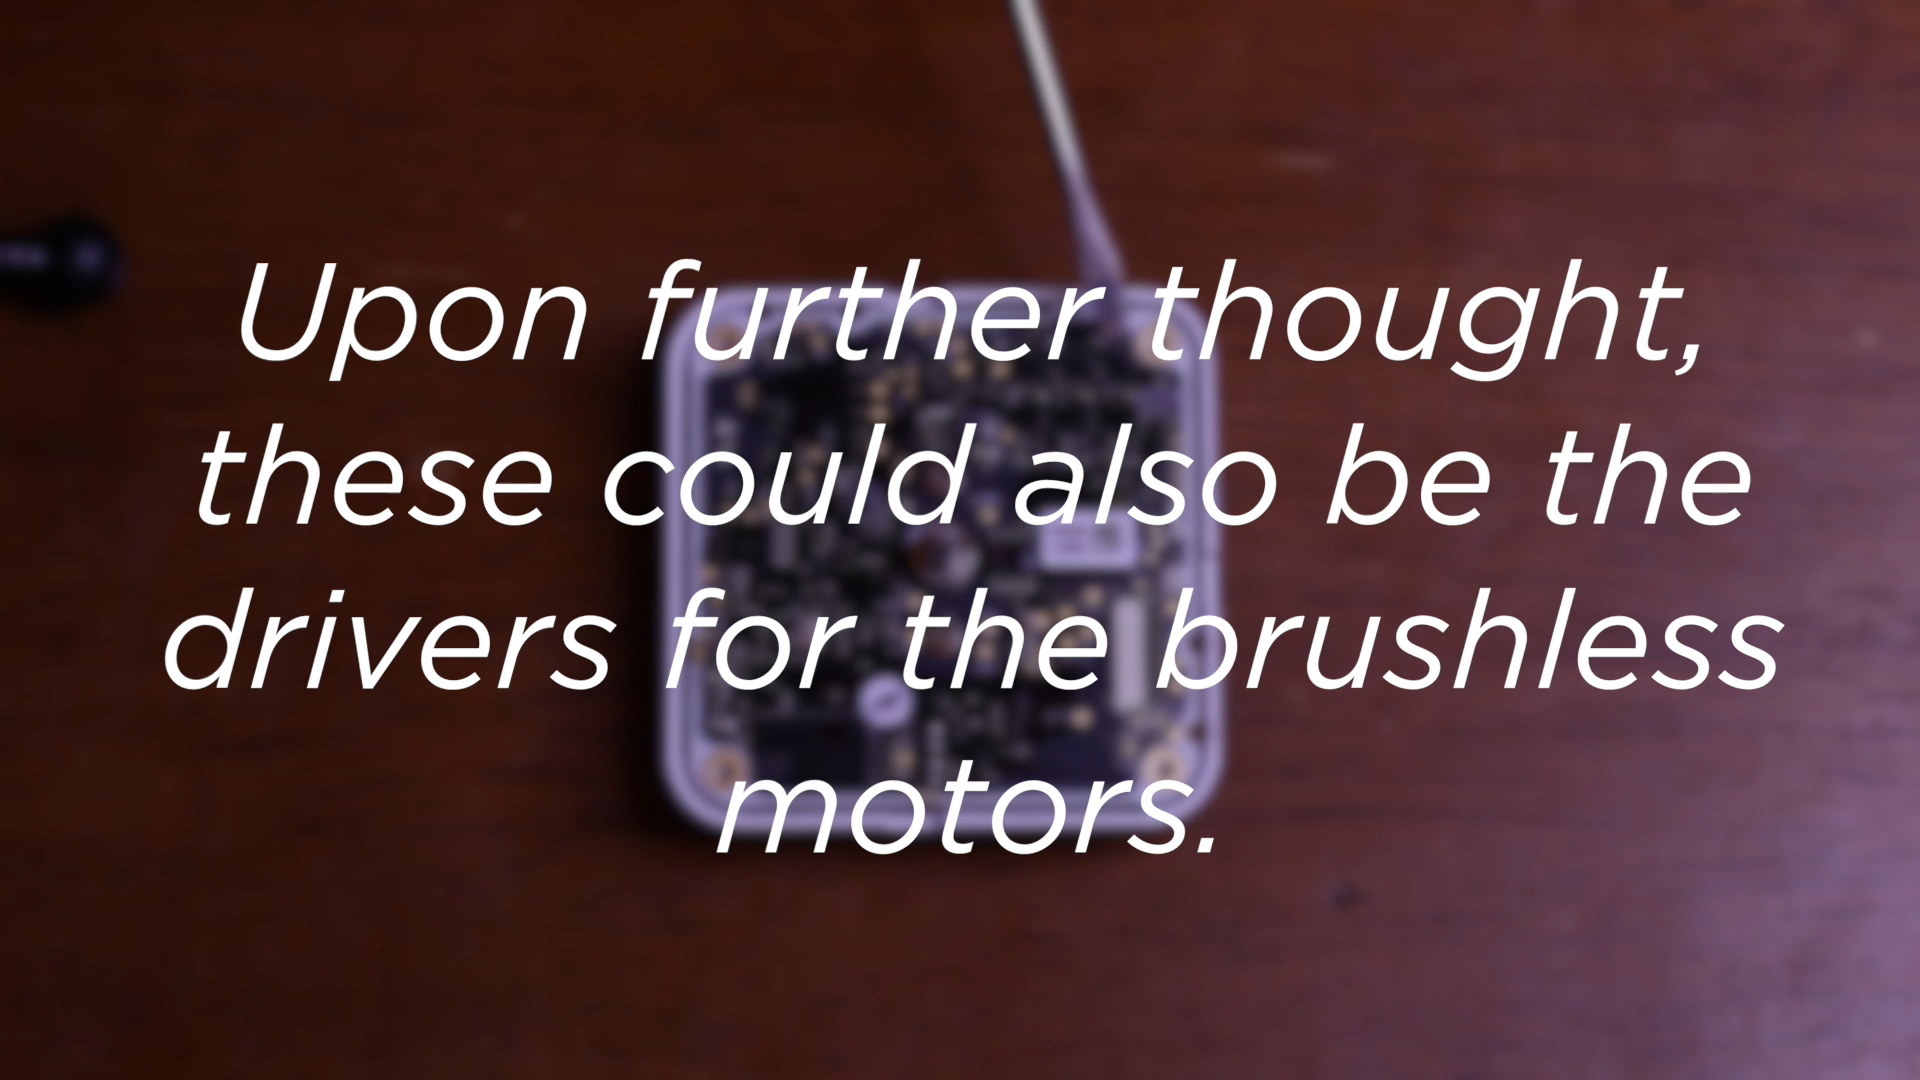 Upon further thought,
these could also be the
drivers for the brushless
motors.